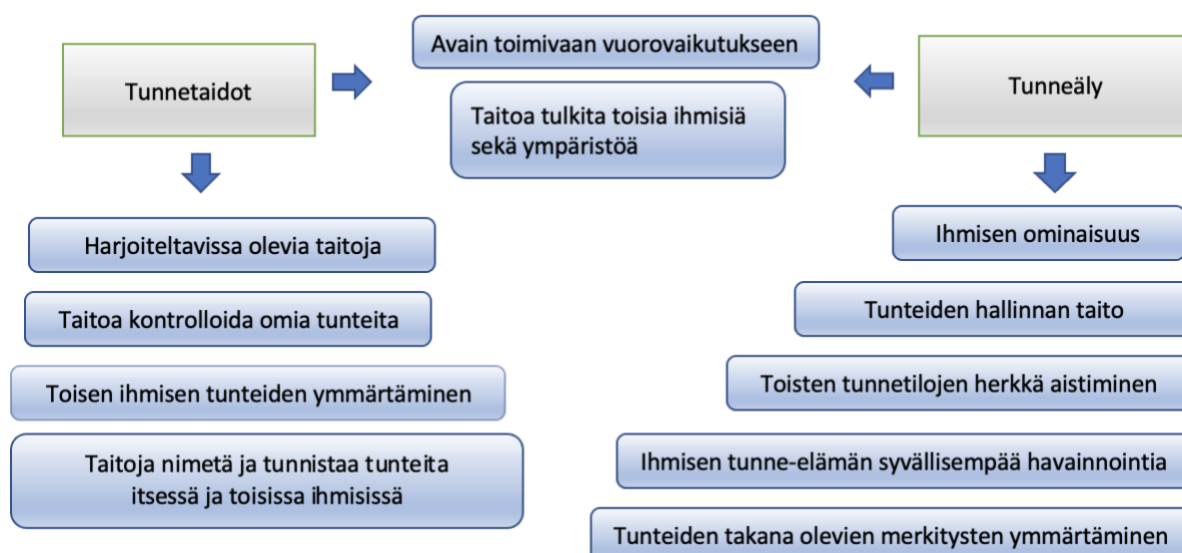 Avain toimivaan vuorovaikutukseen
Tunnetaidot
Tunneäly
Taitoa tulkita toisia ihmisiä
sekä ympäristöä
Harjoiteltavissa olevia taitoja
Taitoa kontrolloida omia tunteita
Toisen ihmisen tunteiden ymmärtäminen
Taitoja nimetä ja tunnistaa tunteita
itsessä ja toisissa ihmisissä
Ihmisen ominaisuus
Tunteiden hallinnan taito
Toisten tunnetilojen herkkä aistiminen
Ihmisen tunne-elämän syvällisempää havainnointia
Tunteiden takana olevien merkitysten ymmärtäminen